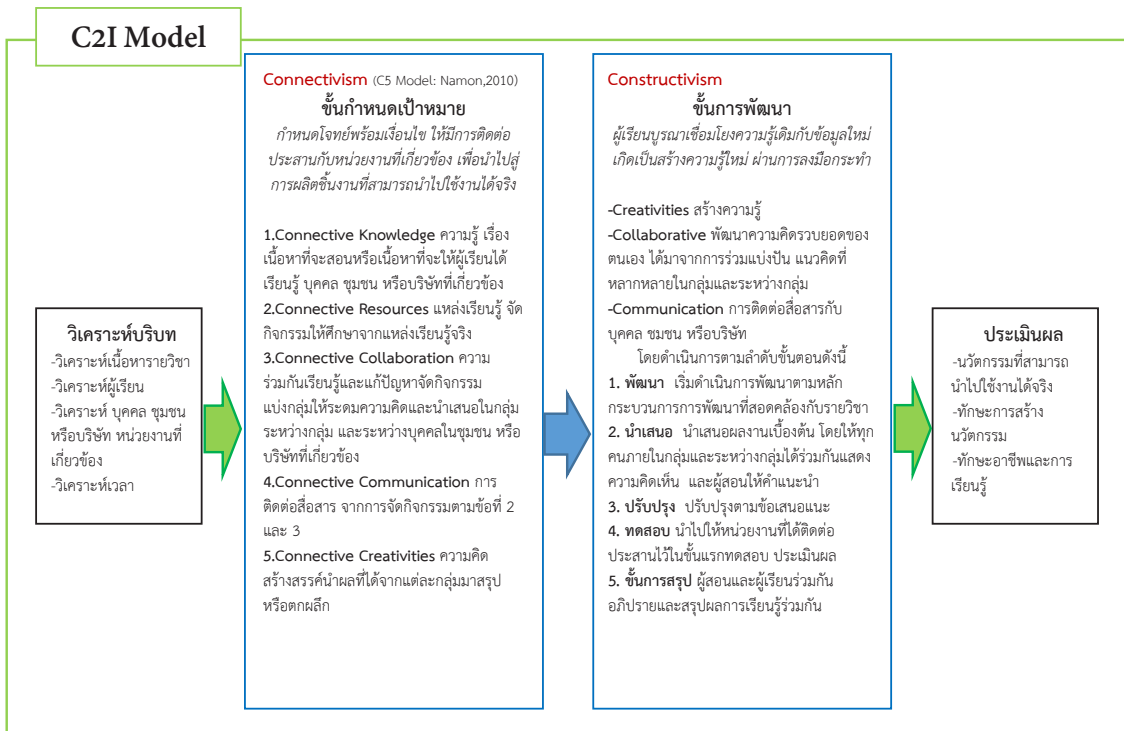 C2I Model
วิเคราะห์บริบท
-วิเคราะห์เนื้อหารายวิชา
-วิเคราะห์ผู้เรียน
-วิเคราะห์ บุคคล ชุมชน
หรือบริษัท หน่วยงานที่
เกี่ยวข้อง
-วิเคราะห์เวลา
Connectivism (C5 Model: Namon,2010)
ขั้นกำหนดเป้าหมาย
กำหนดโจทย์พร้อมเงื่อนไข ให้มีการติดต่อ
ประสานกับหน่วยงานที่เกี่ยวข้อง เพื่อนำไปสู่
การผลิตชิ้นงานที่สามารถนำไปใช้งานได้จริง
1.Connective Knowledge ความรู้ เรื่อง
เนื้อหาที่จะสอนหรือเนื้อหาที่จะให้ผู้เรียนได้
เรียนรู้ บุคคล ชุมชน หรือบริษัทที่เกี่ยวข้อง
2.Connective Resources แหล่งเรียนรู้ จัด
กิจกรรมให้ศึกษาจากแหล่งเรียนรู้จริง
3.Connective Collaboration ความ
ร่วมกันเรียนรู้และแก้ปัญหาจัดกิจกรรม
แบ่งกลุ่มให้ระดมความคิดและนำเสนอในกลุ่ม
ระหว่างกลุ่ม และระหว่างบุคคลในชุมชน หรือ
บริษัทที่เกี่ยวข้อง
4.Connective Communication การ
ติดต่อสื่อสาร จากการจัดกิจกรรมตามข้อที่ 2
และ 3
5.Connective Creativities ความคิด
สร้างสรรค์นำผลที่ได้จากแต่ละกลุ่มมาสรุป
หรือตกผลึก
Constructivism
ขั้นการพัฒนา
ผู้เรียนบูรณาเชื่อมโยงความรู้เดิมกับข้อมูลใหม่
เกิดเป็นสร้างความรู้ใหม่ ผ่านการลงมือกระทำ
-Creativities สร้างความรู้
-Collaborative พัฒนาความคิดรวบยอดของ
ตนเอง ได้มาจากการร่วมแบ่งปัน แนวคิดที่
หลากหลายในกลุ่มและระหว่างกลุ่ม
-Communication การติดต่อสื่อสารกับ
บุคคล ชมชน หรือบริษัท
โดยดำเนินการตามลำดับขั้นตอนดังนี้
1. พัฒนา เริ่มดำเนินการพัฒนาตามหลัก
กระบวนการการพัฒนาที่สอดคล้องกับรายวิชา
2. นำเสนอ นำเสนอผลงานเบื้องต้น โดยให้ทุก
คนภายในกลุ่มและระหว่างกลุ่มได้ร่วมกันแสดง
ความคิดเห็น และผู้สอนให้คำแนะนำ
3. ปรับปรุง ปรับปรุงตามข้อเสนอแนะ
4. ทดสอบ นำไปให้หน่วยงานที่ได้ติดต่อ
ประสานไว้ในขั้นแรกทดสอบ ประเมินผล
5. ขั้นการสรุป ผู้สอนและผู้เรียนร่วมกัน
อภิปรายและสรุปผลการเรียนรู้ร่วมกัน
ประเมินผล
-นวัตกรรมที่สามารถ
นำไปใช้งานได้จริง
-ทักษะการสร้าง
นวัตกรรม
-ทักษะอาชีพและการ
เรียนรู้